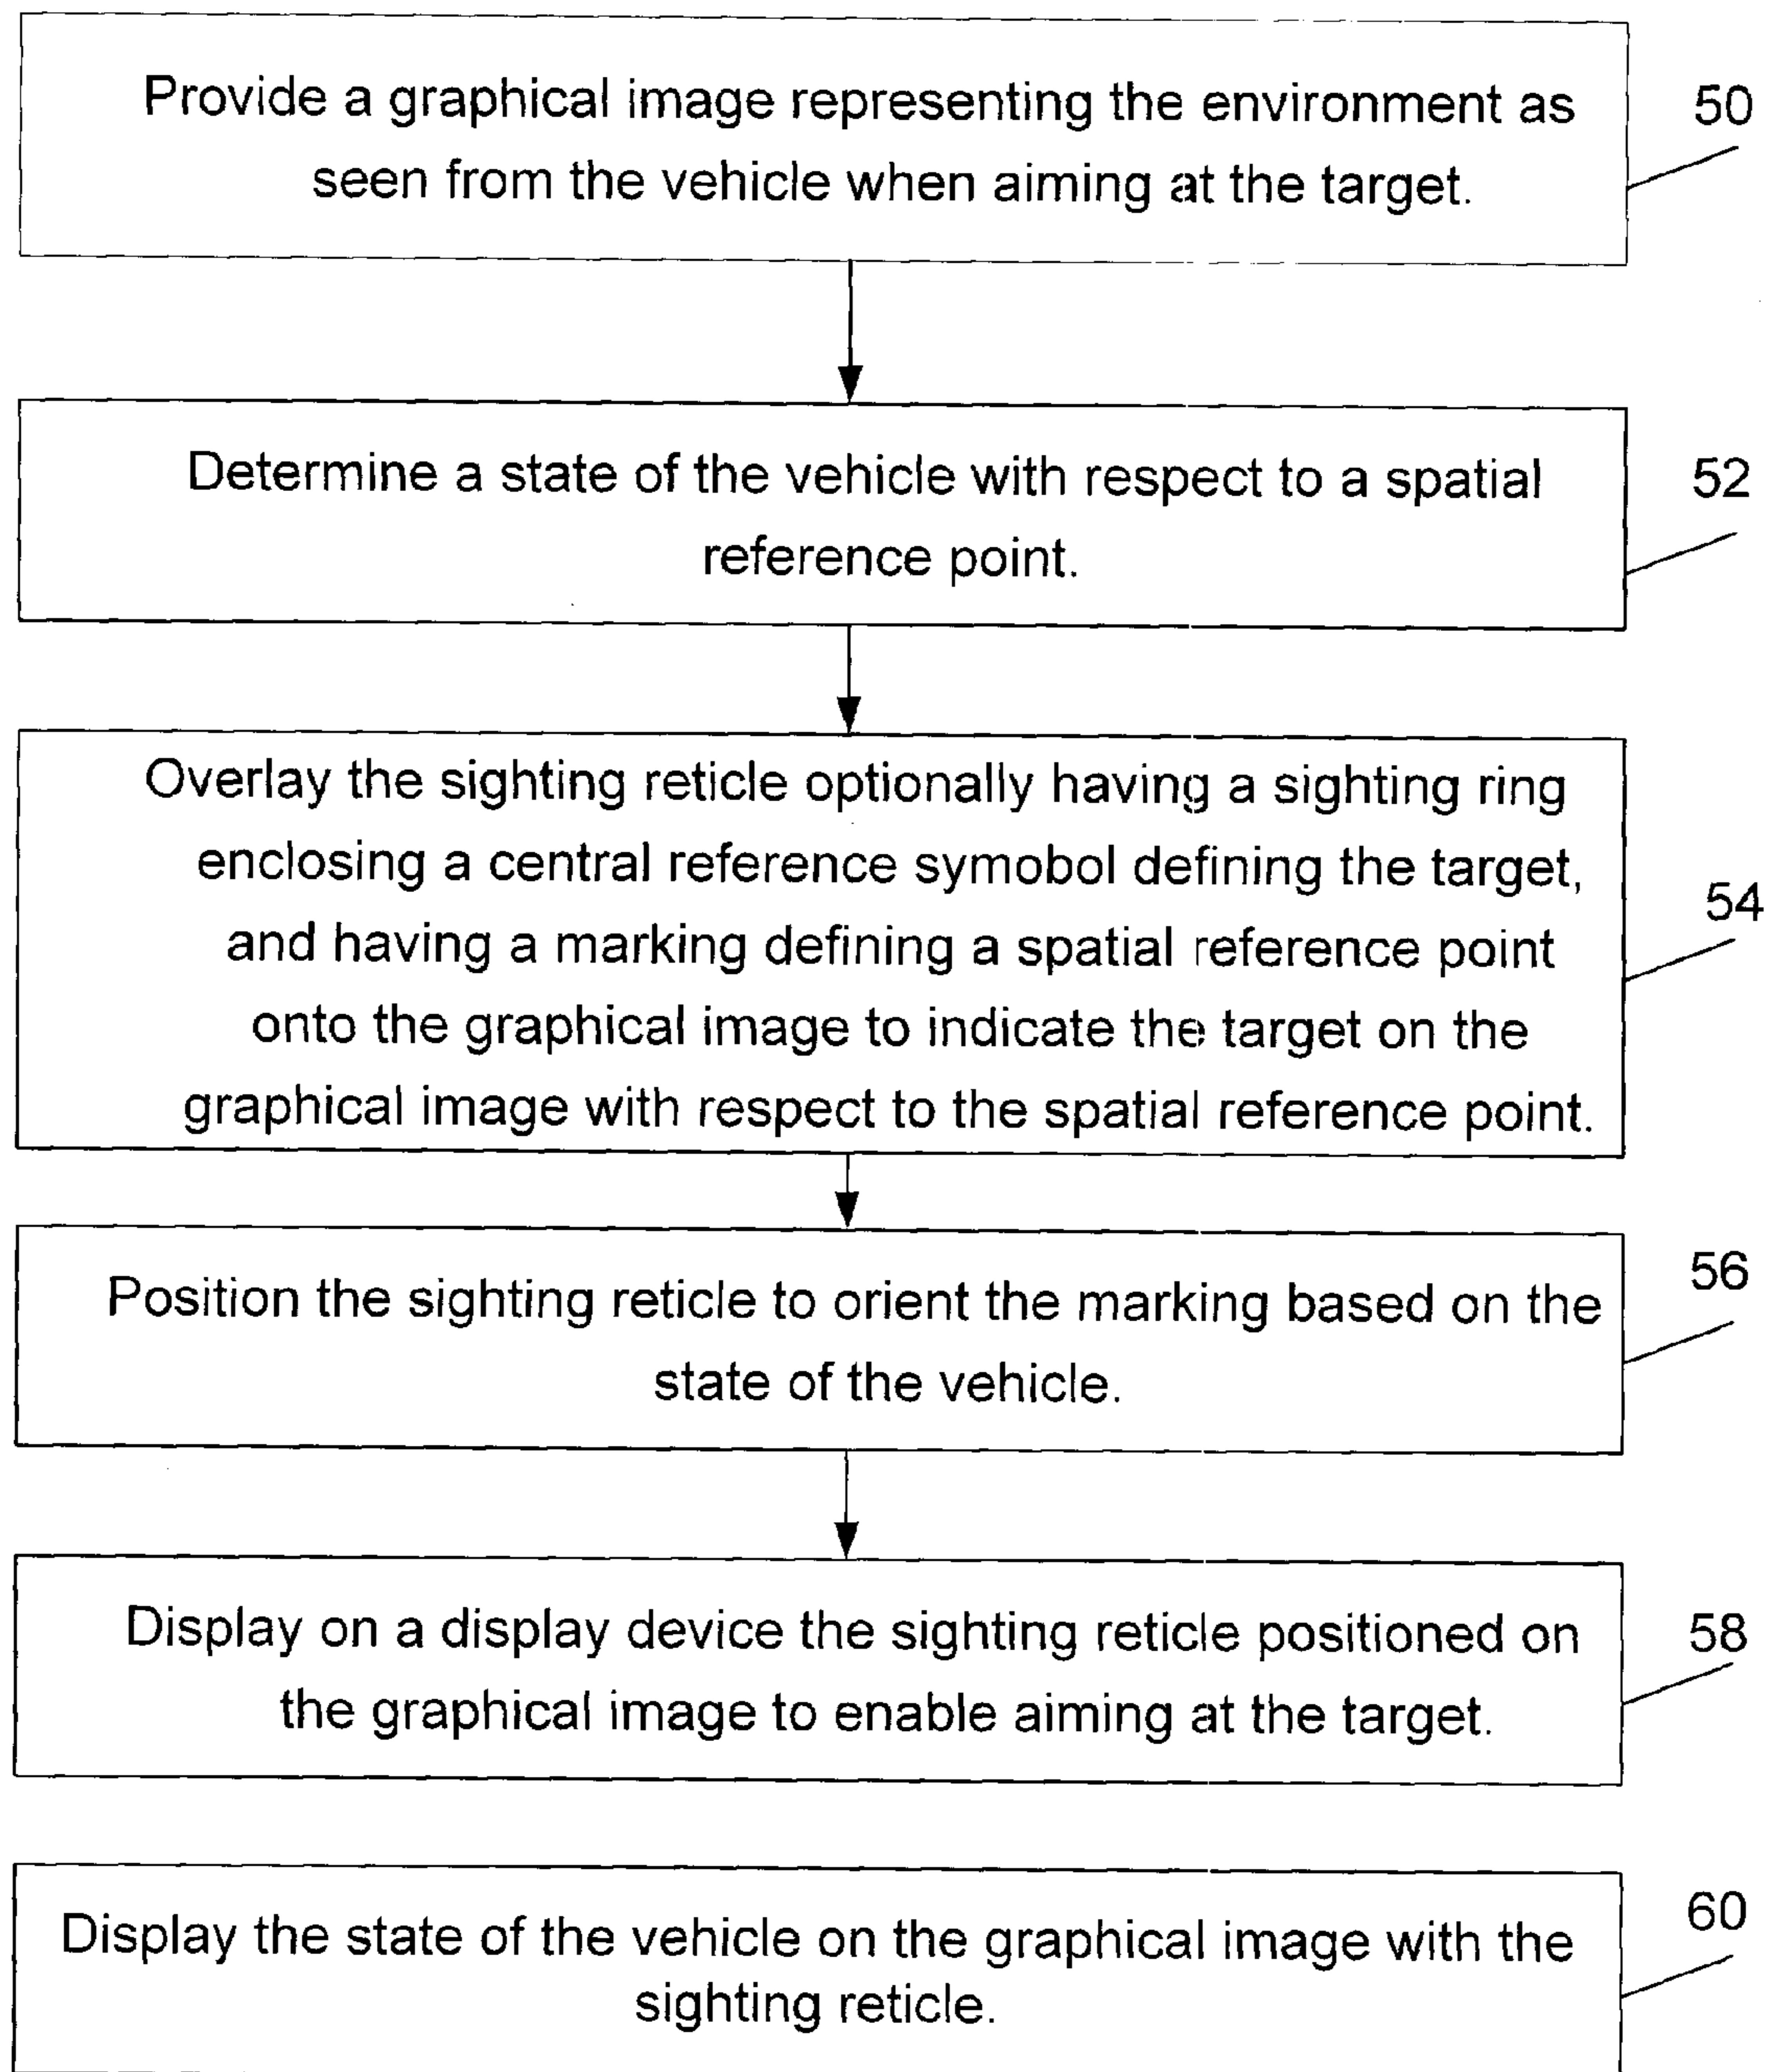 Provide a graphical image representing the environment as
50
seen from the vehicle when aiming at the target.
Determine a state of the vehicle with respect to a spatial
52
reference point.
Overlay the sighting reticle optionally having a sighting ring
enclosing a central reference symobol defining the target,
54
and having a marking defining a spatial reference point
onto the graphical image to indicate the target on the
graphical image with respect to the spatial reference point.
56
Position the sighting reticle to orient the marking based on the
state of the vehicle.
Display on a display device the sighting reticle positioned on
58
the graphical image to enable aiming at the target.
60
Display the state of the vehicle on the graphical image with the
sighting reticle.